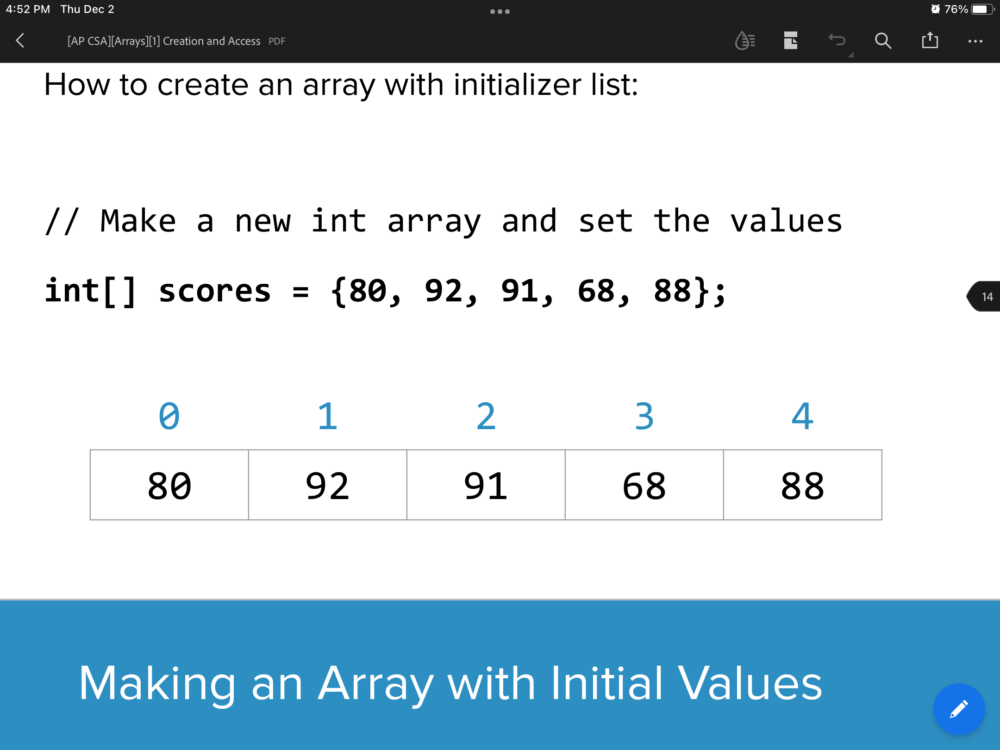 4:52 PM Thu Dec 2
76%
[AP CSA][Arrays][1] Creation and Access PDF
How to create an array with initializer list:
// Make a new int array and set the values
int[] scores = {80, 92, 91, 68, 88};
14
0 1 2 3 4
80 92 91 68 88
Making an Array with Initial Values